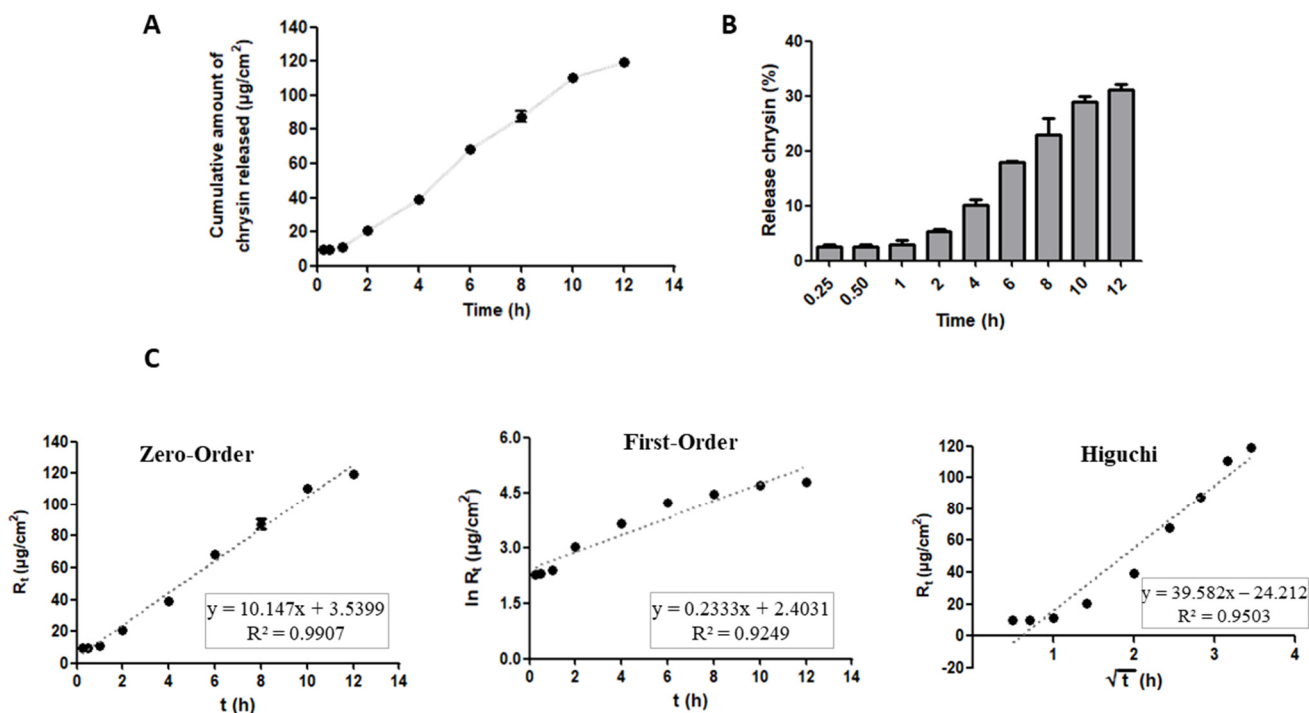 A
Cumulative amount of
chrysin released (µg/cm²)
140
120
100
80
60
40
20
0
0 2 4 6 8 10 12 14
Time (h)
B
Release chrysin (%)
40
30
20
10
0
0.25 0.50 1 2 4 6 8 10 12
Time (h)
C
Zero-Order
Rt (µg/cm²)
140
120
100
80
60
40
20
0
y = 10.147x + 3.5399
R² = 0.9907
0 2 4 6 8 10 12 14
t (h)
First-Order
ln Rt (µg/cm²)
6.0
4.5
3.0
1.5
0.0
y = 0.2333x + 2.4031
R² = 0.9249
0 2 4 6 8 10 12 14
t (h)
Higuchi
Rt (µg/cm²)
120
100
80
60
40
20
0
-20
y = 39.582x – 24.212
R² = 0.9503
1 2 3 4
√t (h)